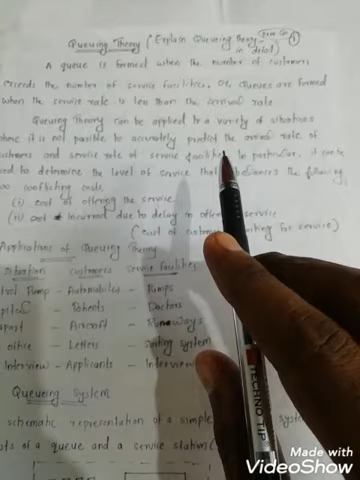 Queuing Theory (Explain Queuing theory
in detail)
A queue is formed when the number of customers
exceeds the number of service facilities. Or Queues are formed
when the service rate is less than the arrival rate
Queuing Theory can be applied to a variety of situations
where it is not possible to accurately predict the arrival rate of
customers and service rate of service facilities. In particular, it can be
used to determine the level of service that balances the following
two conflicting costs
(i) cost of offering the service
(ii) cost incurred due to delay in offering service
(cost of customer waiting for service)
Applications of Queuing Theory
Situation customers Service facilities
Petrol Pump - Automobiles - Pumps
Hospital - Patients - Doctors
Airport - Aircraft - Runways
office - Letters - Sorting system
Interview - Applicants - Interview
Queueing System
schematic representation of a simple system
of a queue and a service station
TECHNO TIP
Made with
VideoShow